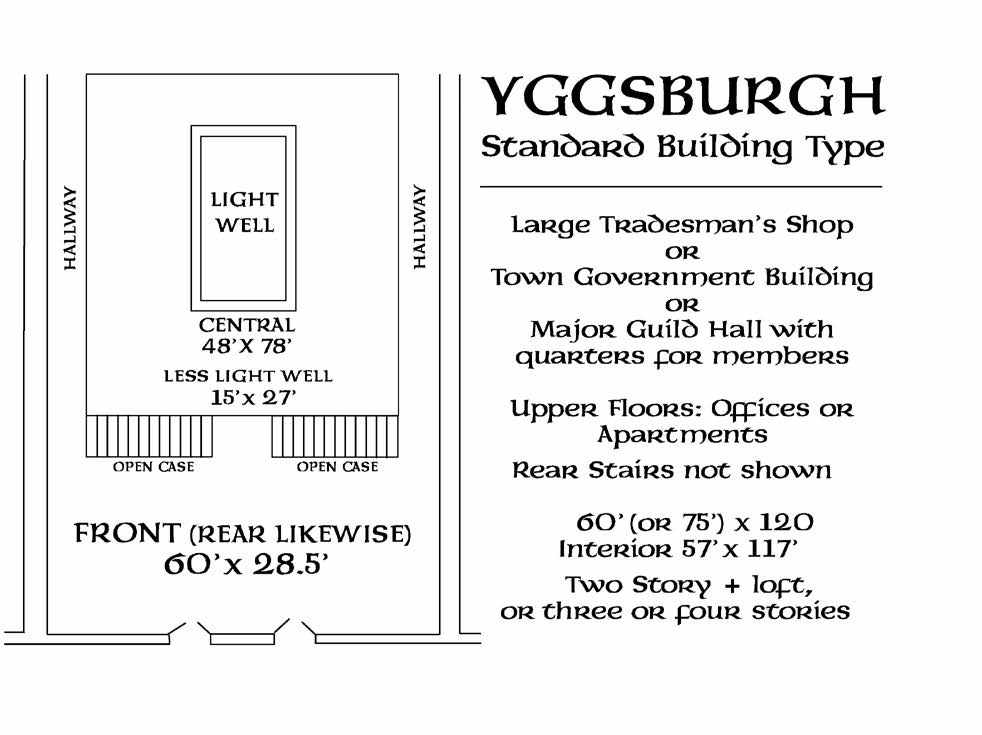 HALLWAY
LIGHT
WELL
HALLWAY
CENTRAL
48' X 78'
LESS LIGHT WELL
15' x 27'
OPEN CASE
OPEN CASE
FRONT (REAR LIKEWISE)
60' x 28.5'
YGGSBURGH
Standard Building Type
Large Tradesman's Shop
or
Town Government Building
or
Major Guild Hall with
quarters for members
Upper Floors: Offices or
Apartments
Rear Stairs not shown
60' (or 75') x 120
Interior 57' x 117'
Two Story + loft,
or three or four stories